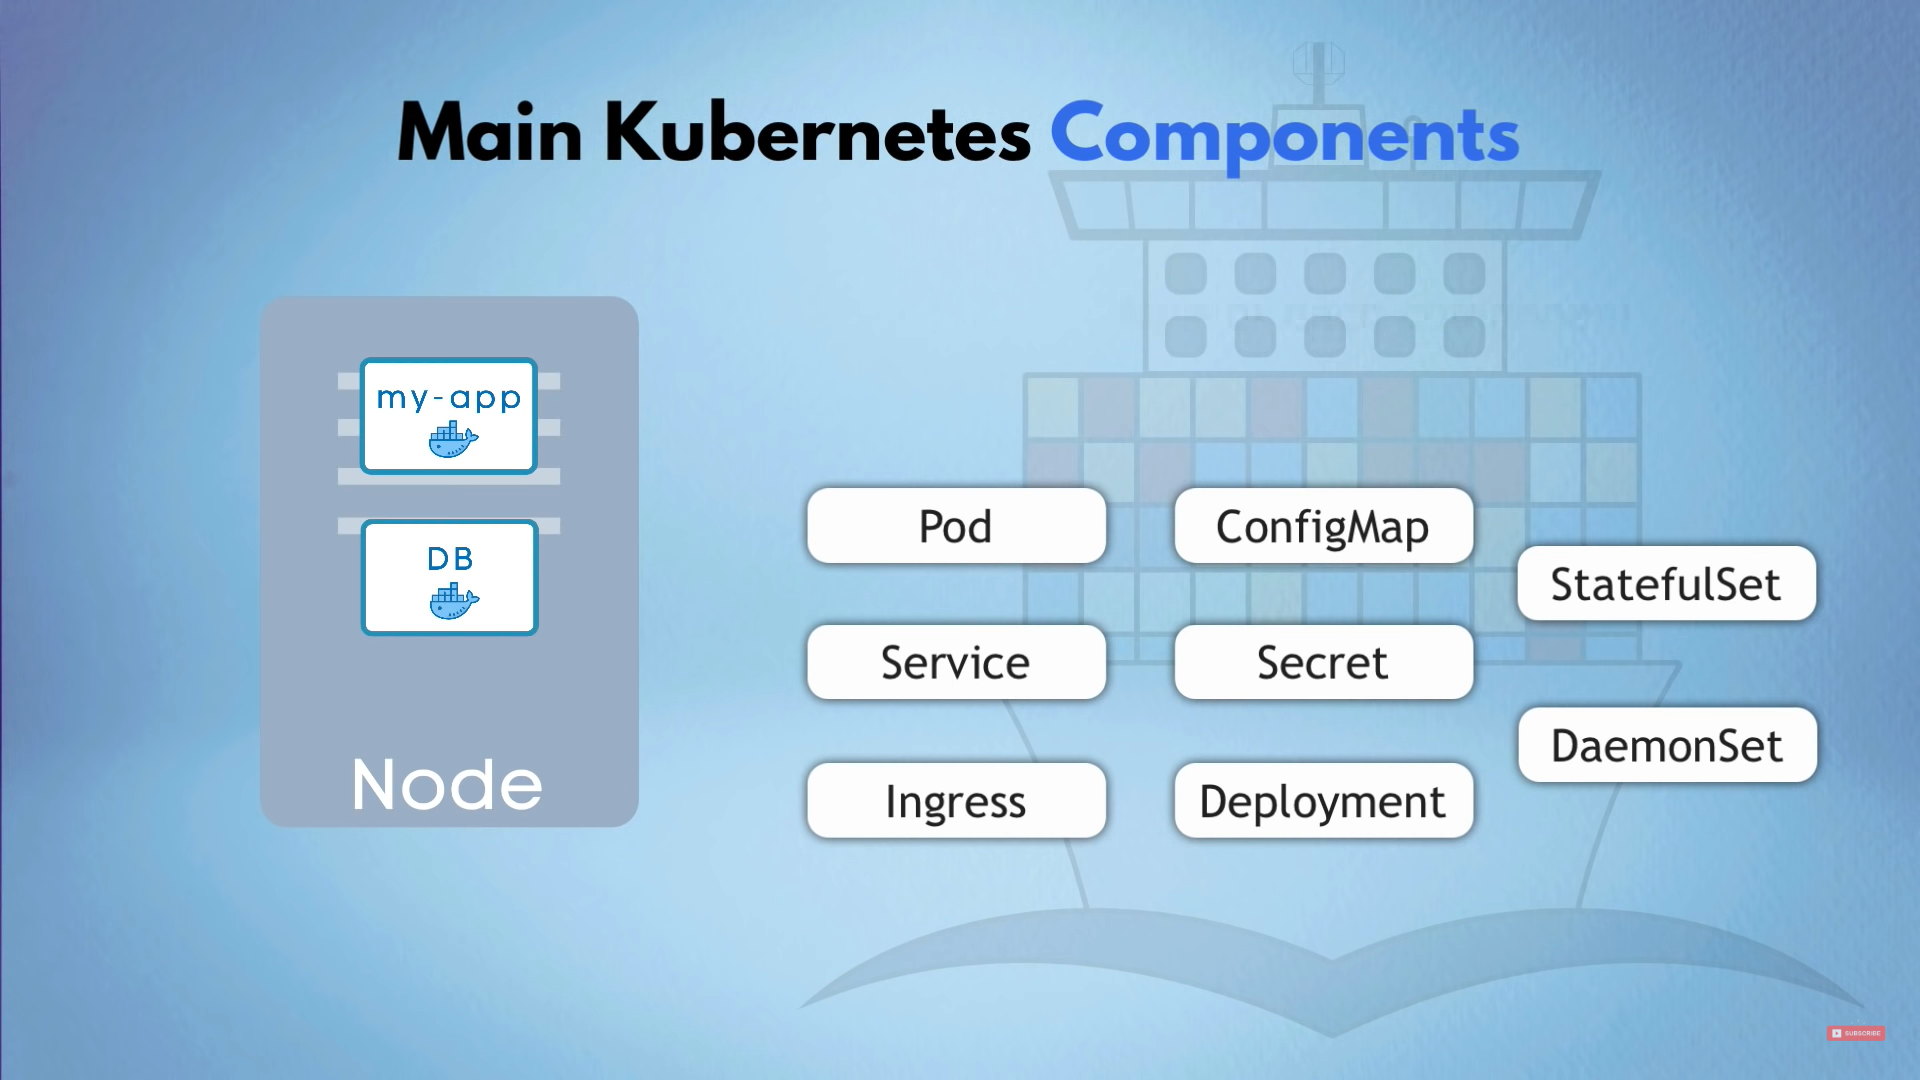 Main Kubernetes Components
my-app
DB
Node
Pod
ConfigMap
StatefulSet
Service
Secret
DaemonSet
Ingress
Deployment
SUBSCRIBE